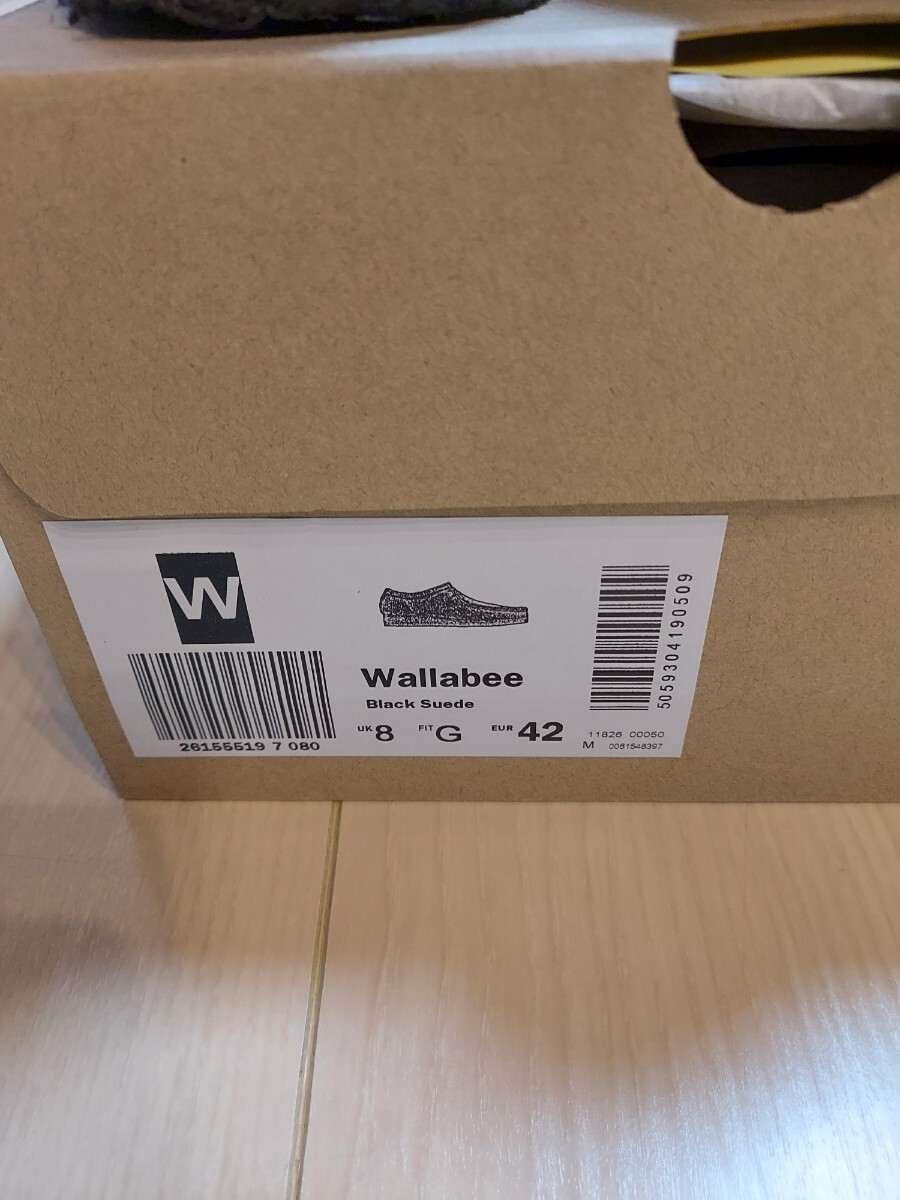 W
26155519 7 080
Wallabee
Black Suede
UK 8 FIT G EUR 42
5059304190509
11826 00050
M 0081548397